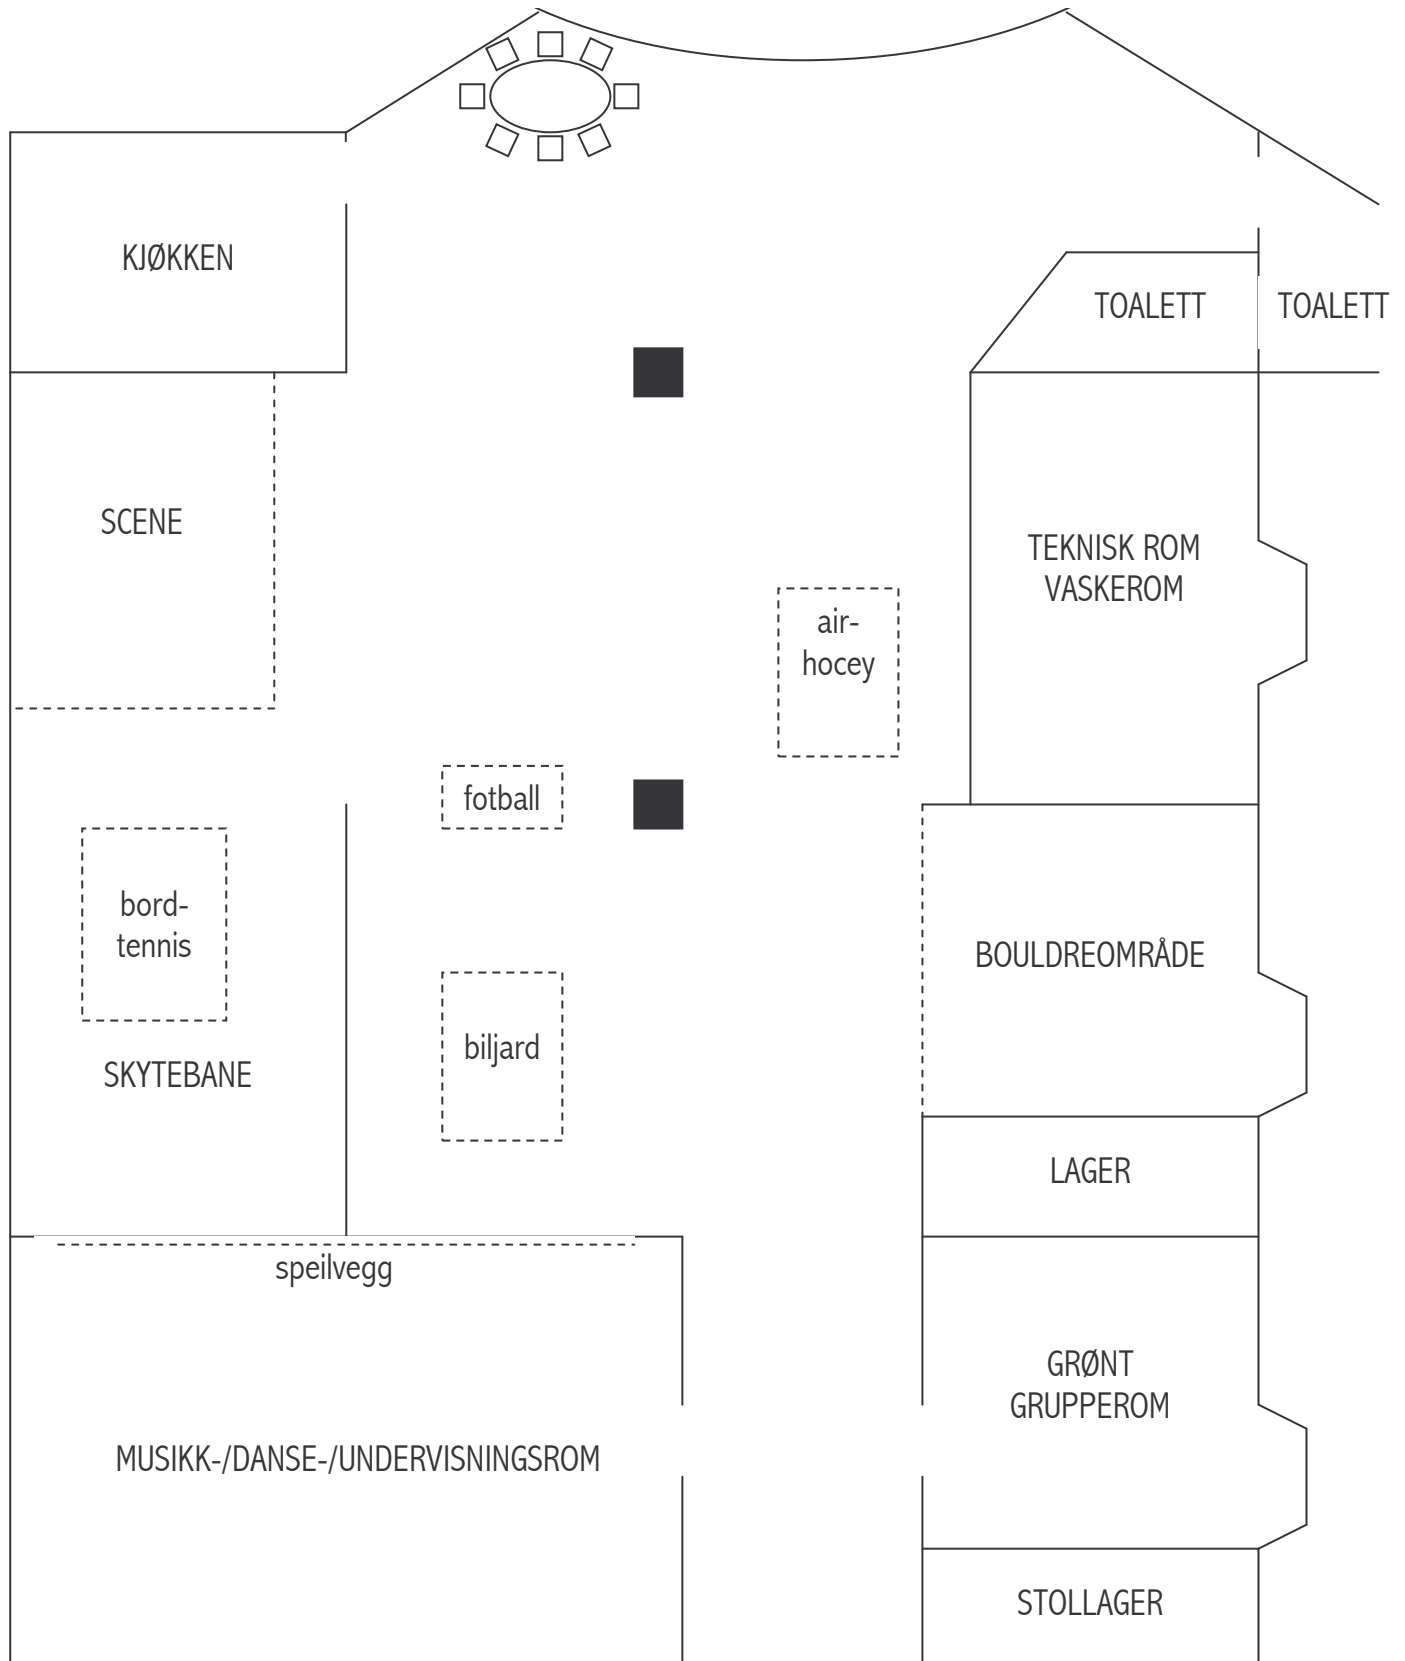 KJØKKEN
TOALETT
TOALETT
SCENE
TEKNISK ROM
VASKEROM
air-
hocey
fotball
bord-
tennis
BOULDREOMRÅDE
biljard
SKYTEBANE
LAGER
speilvegg
GRØNT
GRUPPEROM
MUSIKK-/DANSE-/UNDERVISNINGSROM
STOLLAGER